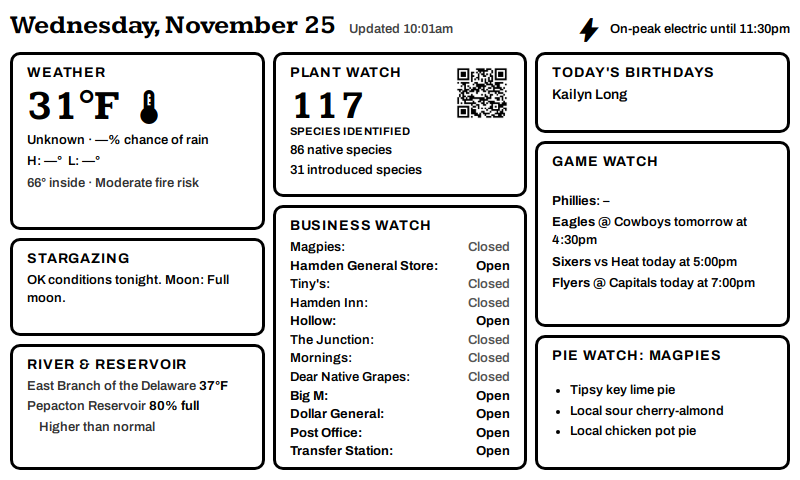 Wednesday, November 25 Updated 10:01am
On-peak electric until 11:30pm
WEATHER
31°F
Unknown · —% chance of rain
H: —° L: —°
66° inside · Moderate fire risk
STARGAZING
OK conditions tonight. Moon: Full
moon.
RIVER & RESERVOIR
East Branch of the Delaware 37°F
Pepacton Reservoir 80% full
Higher than normal
PLANT WATCH
117
SPECIES IDENTIFIED
86 native species
31 introduced species
BUSINESS WATCH
Magpies: Closed
Hamden General Store: Open
Tiny's: Closed
Hamden Inn: Closed
Hollow: Open
The Junction: Closed
Mornings: Closed
Dear Native Grapes: Closed
Big M: Open
Dollar General: Open
Post Office: Open
Transfer Station: Open
TODAY'S BIRTHDAYS
Kailyn Long
GAME WATCH
Phillies: –
Eagles @ Cowboys tomorrow at
4:30pm
Sixers vs Heat today at 5:00pm
Flyers @ Capitals today at 7:00pm
PIE WATCH: MAGPIES
• Tipsy key lime pie
• Local sour cherry-almond
• Local chicken pot pie